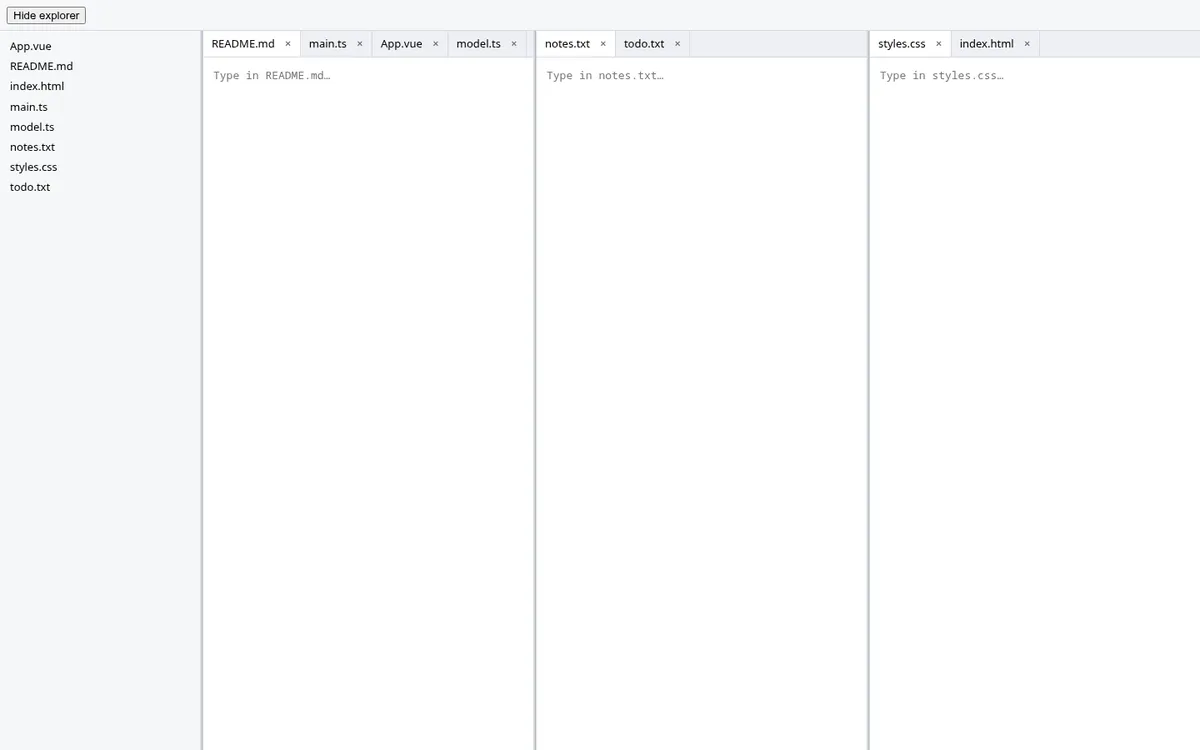 Hide explorer
App.vue
README.md
index.html
main.ts
model.ts
notes.txt
styles.css
todo.txt
README.md × main.ts × App.vue × model.ts ×
Type in README.md…
notes.txt × todo.txt ×
Type in notes.txt…
styles.css × index.html ×
Type in styles.css…